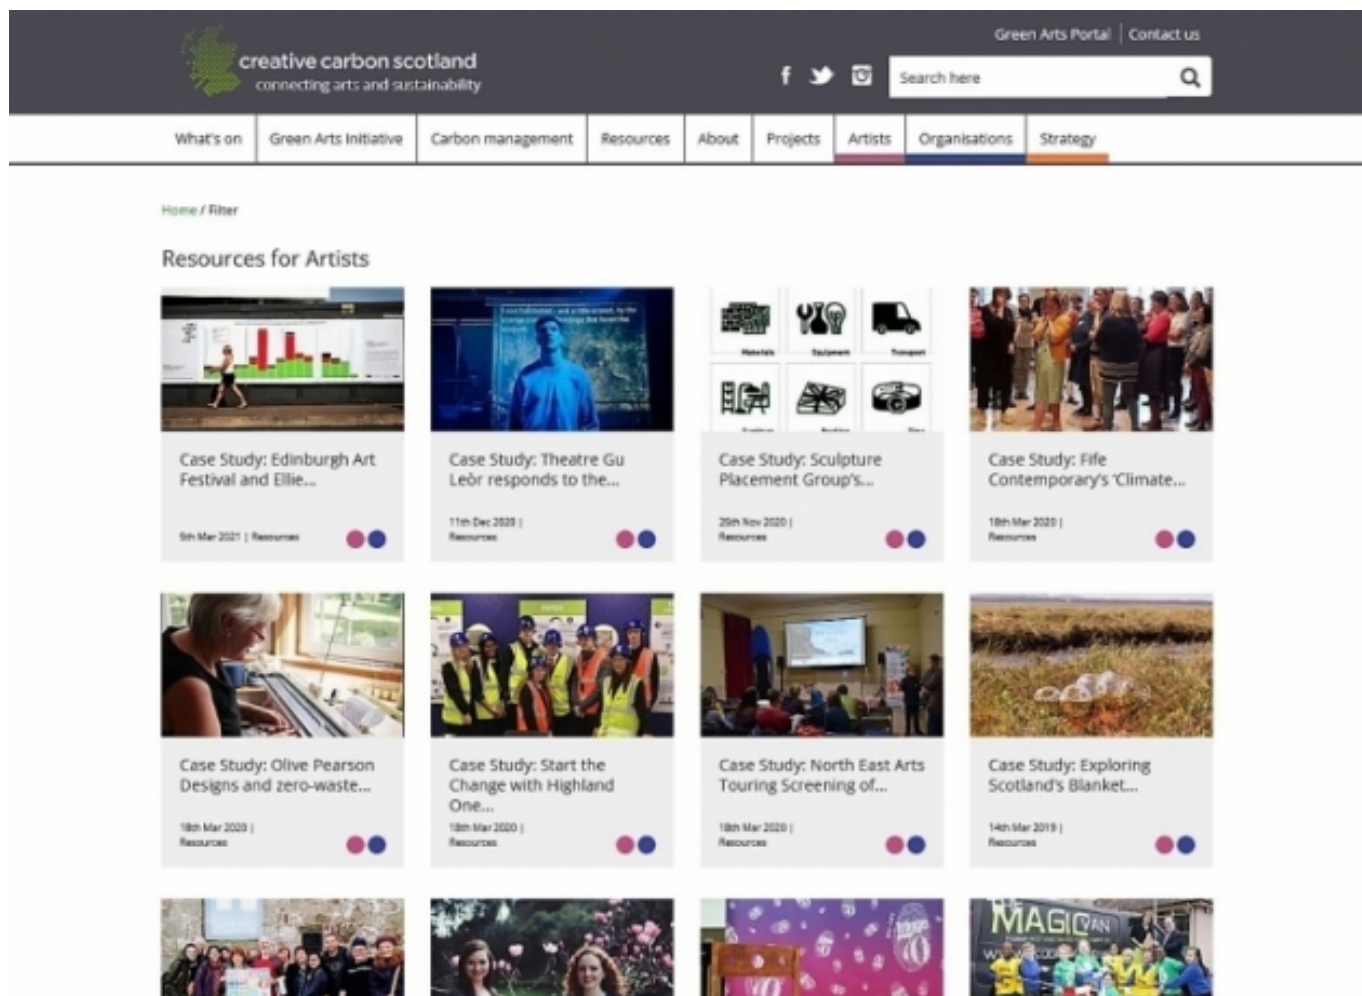 Green Arts Portal | Contact us
creative carbon scotland
connecting arts and sustainability
Search here
What's on
Green Arts Initiative
Carbon management
Resources
About
Projects
Artists
Organisations
Strategy
Home / Filter
Resources for Artists
Materials
Equipment
Transport
Case Study: Edinburgh Art
Festival and Ellie...
5th Mar 2021 | Resources
Case Study: Theatre Gu
Leòr responds to the...
11th Dec 2020 |
Resources
Case Study: Sculpture
Placement Group's...
Resources
Case Study: Fife
Contemporary's 'Climate...
18th Mar 2020 |
Resources
Case Study: Olive Pearson
Designs and zero-waste...
18th Mar 2020 |
Resources
Case Study: Start the
Change with Highland
One...
18th Mar 2020 |
Resources
Case Study: North East Arts
Touring Screening of...
18th Mar 2020 |
Resources
Case Study: Exploring
Scotland's Blanket...
14th Mar 2019 |
Resources
MAGIC VAN